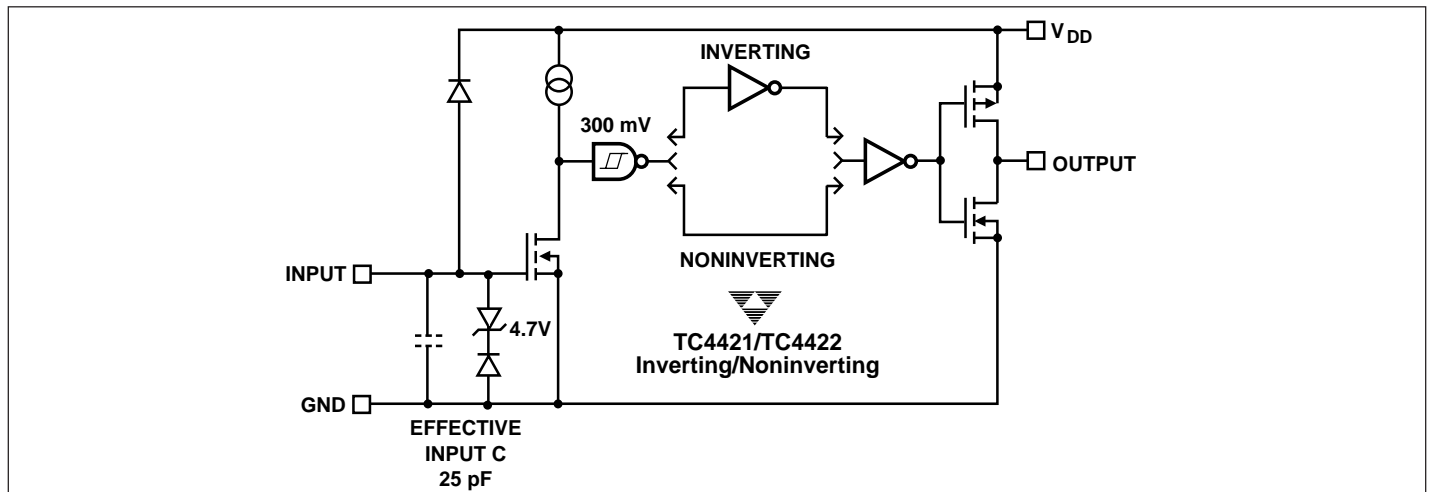 V DD
INVERTING
300 mV
OUTPUT
INPUT
NONINVERTING
4.7V
TC4421/TC4422
Inverting/Noninverting
GND
EFFECTIVE
INPUT C
25 pF